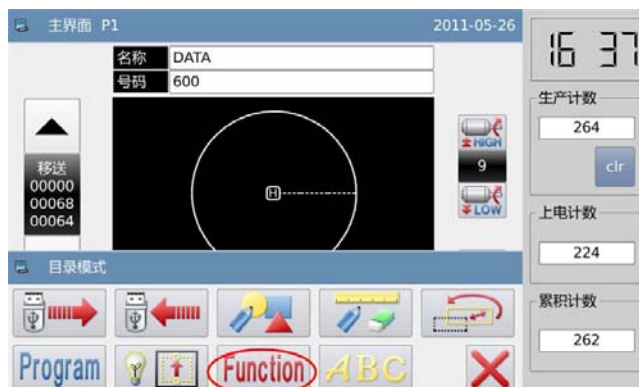 主界面 P1
2011-05-26
16 37
名称 DATA
号码 600
生产计数
264
clr
移送
00000
00068
00064
H
HIGH
9
LOW
上电计数
224
目录模式
累积计数
262
Program
Function
ABC